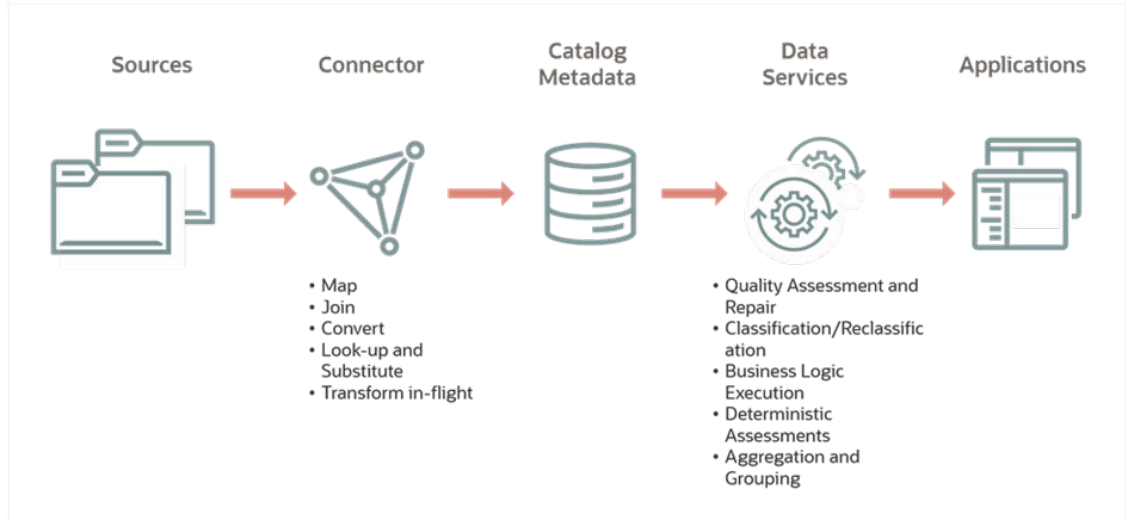 Sources
Connector
Catalog
Metadata
Data
Services
Applications
• Map
• Join
• Convert
• Look-up and
Substitute
• Transform in-flight
• Quality Assessment and
Repair
• Classification/Reclassific
ation
• Business Logic
Execution
• Deterministic
Assessments
• Aggregation and
Grouping